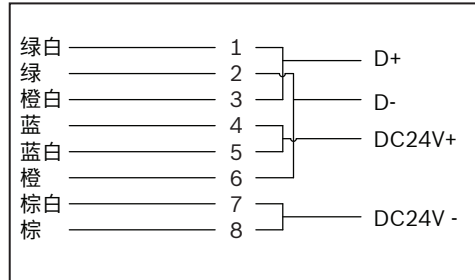 绿白 1
D+
绿 2
橙白 3
D-
蓝 4
DC24V+
蓝白 5
橙 6
棕白 7
DC24V -
棕 8